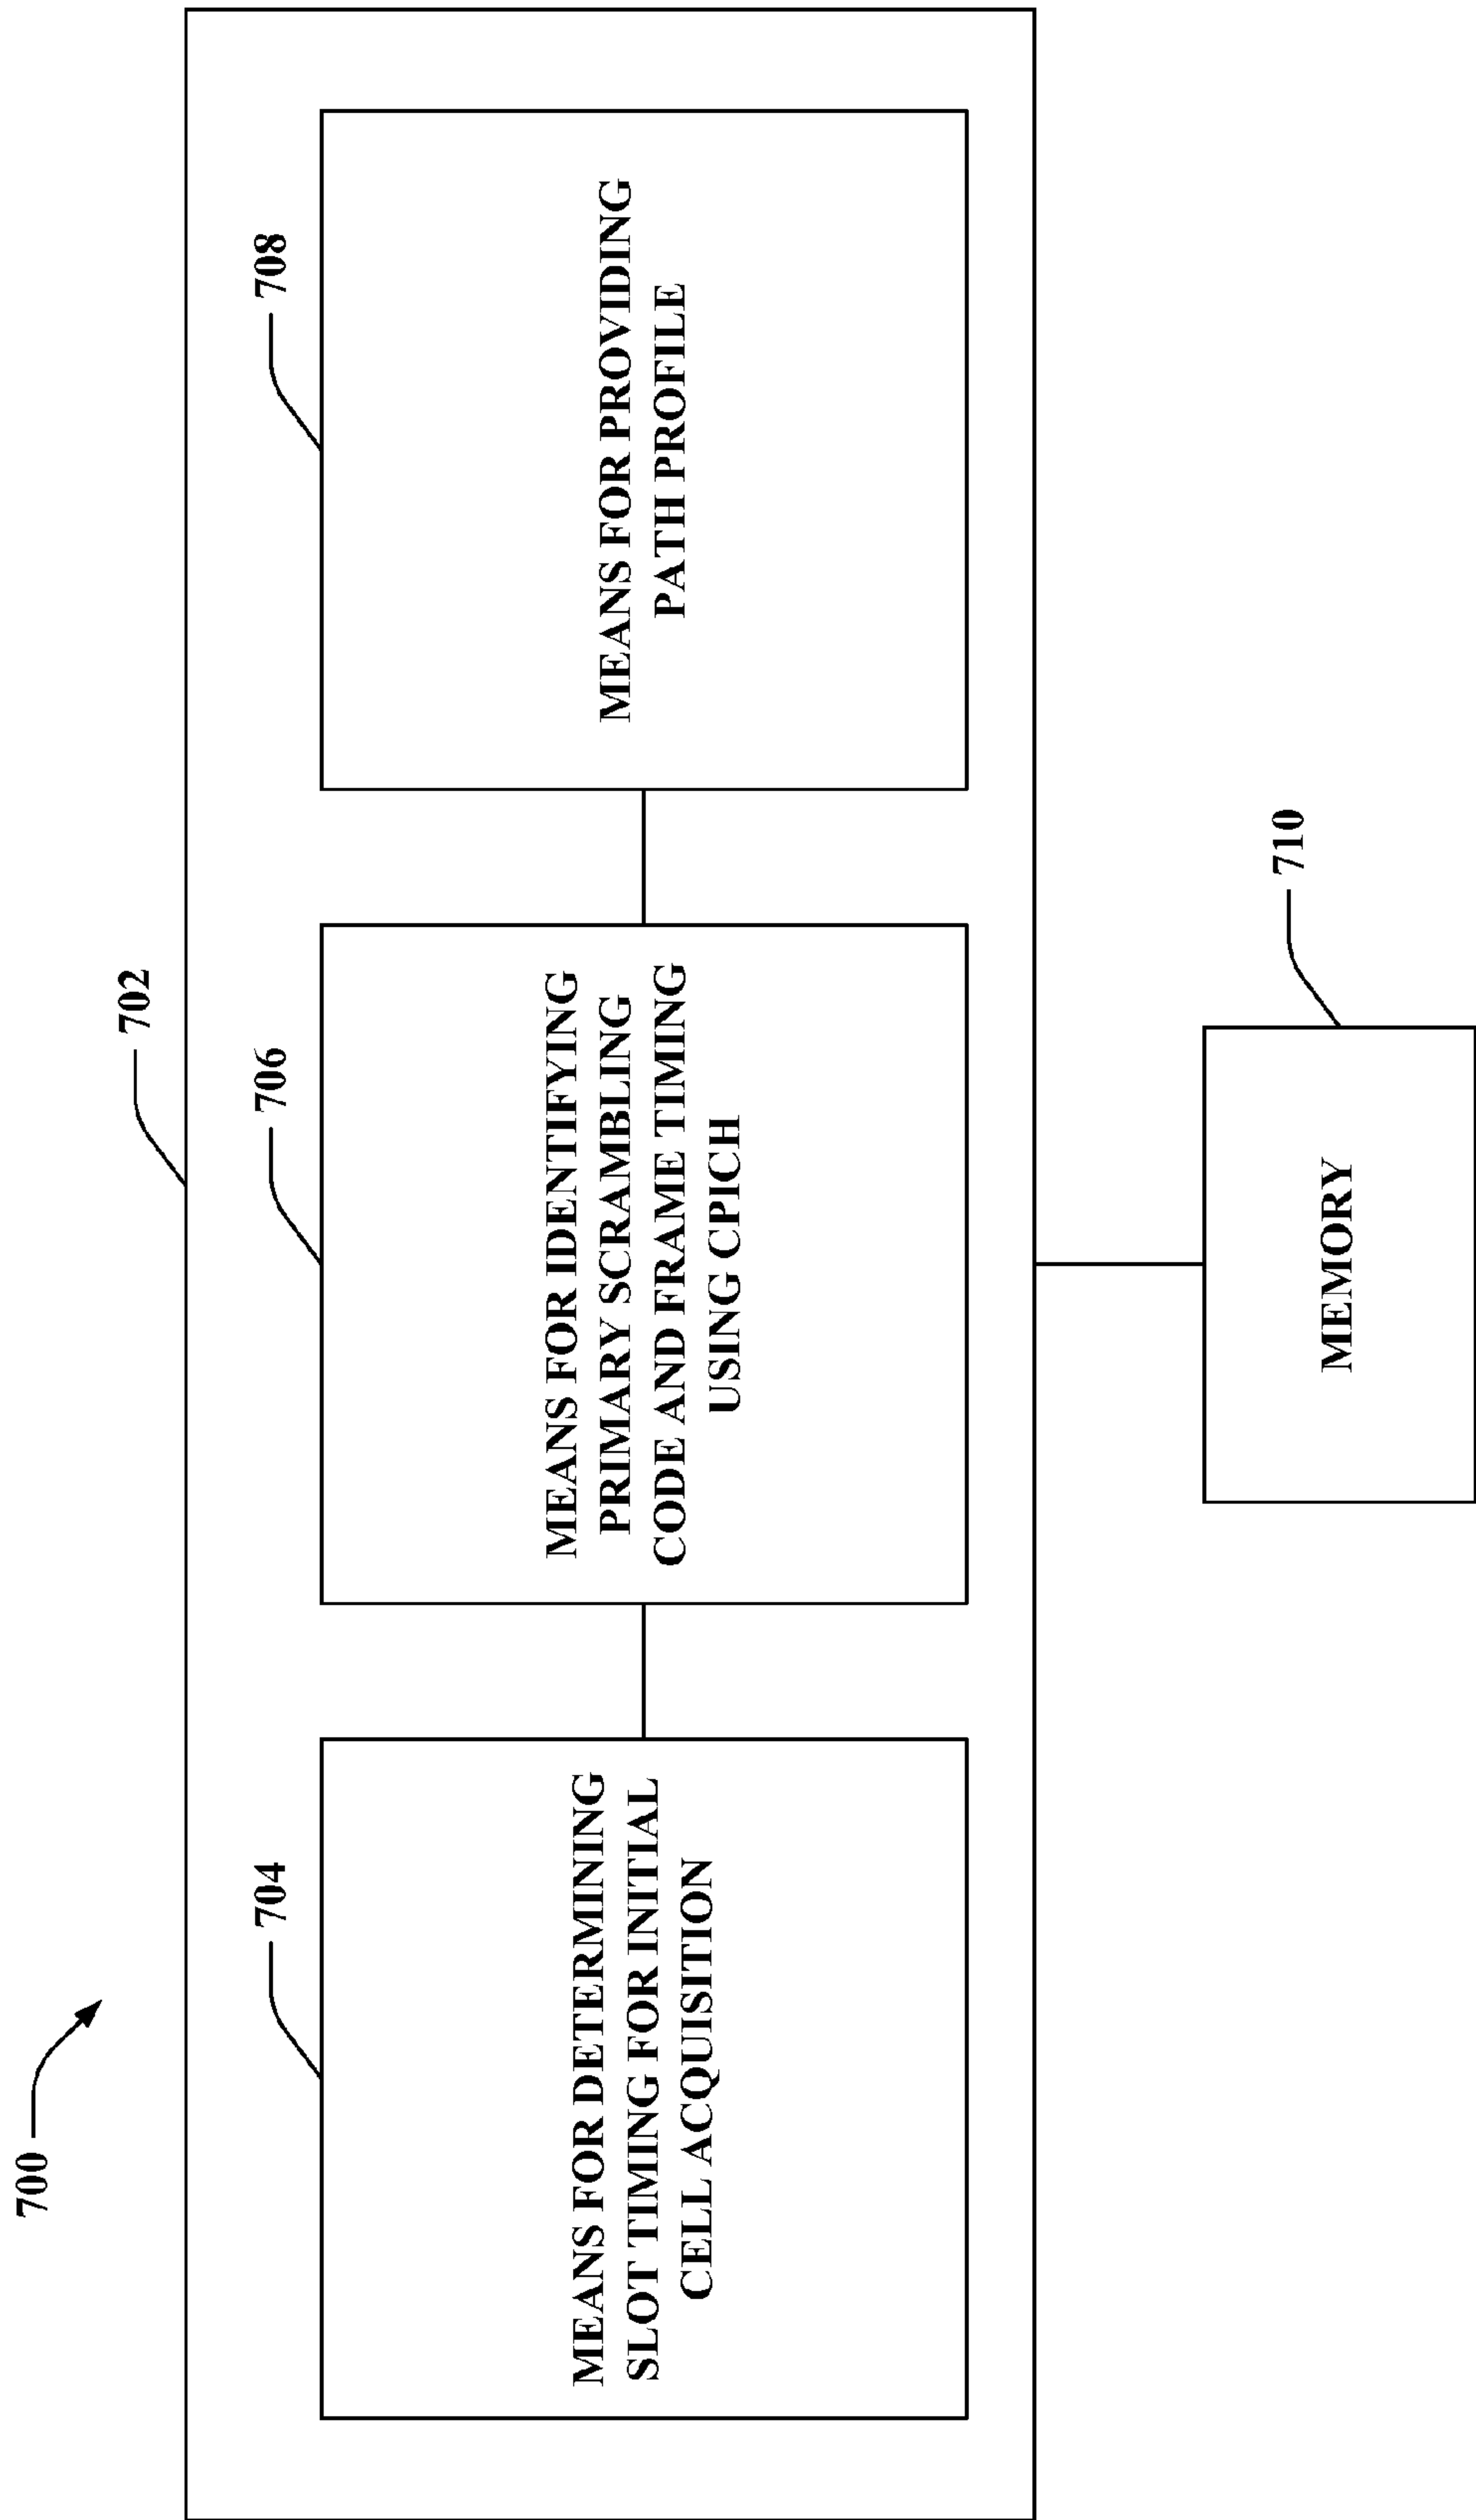 700
702
704
MEANS FOR DETERMINING
SLOT TIMING FOR INITIAL
CELL ACQUISITION
706
MEANS FOR IDENTIFYING
PRIMARY SCRAMBLING
CODE AND FRAME TIMING
USING CPICH
708
MEANS FOR PROVIDING
PATH PROFILE
710
MEMORY